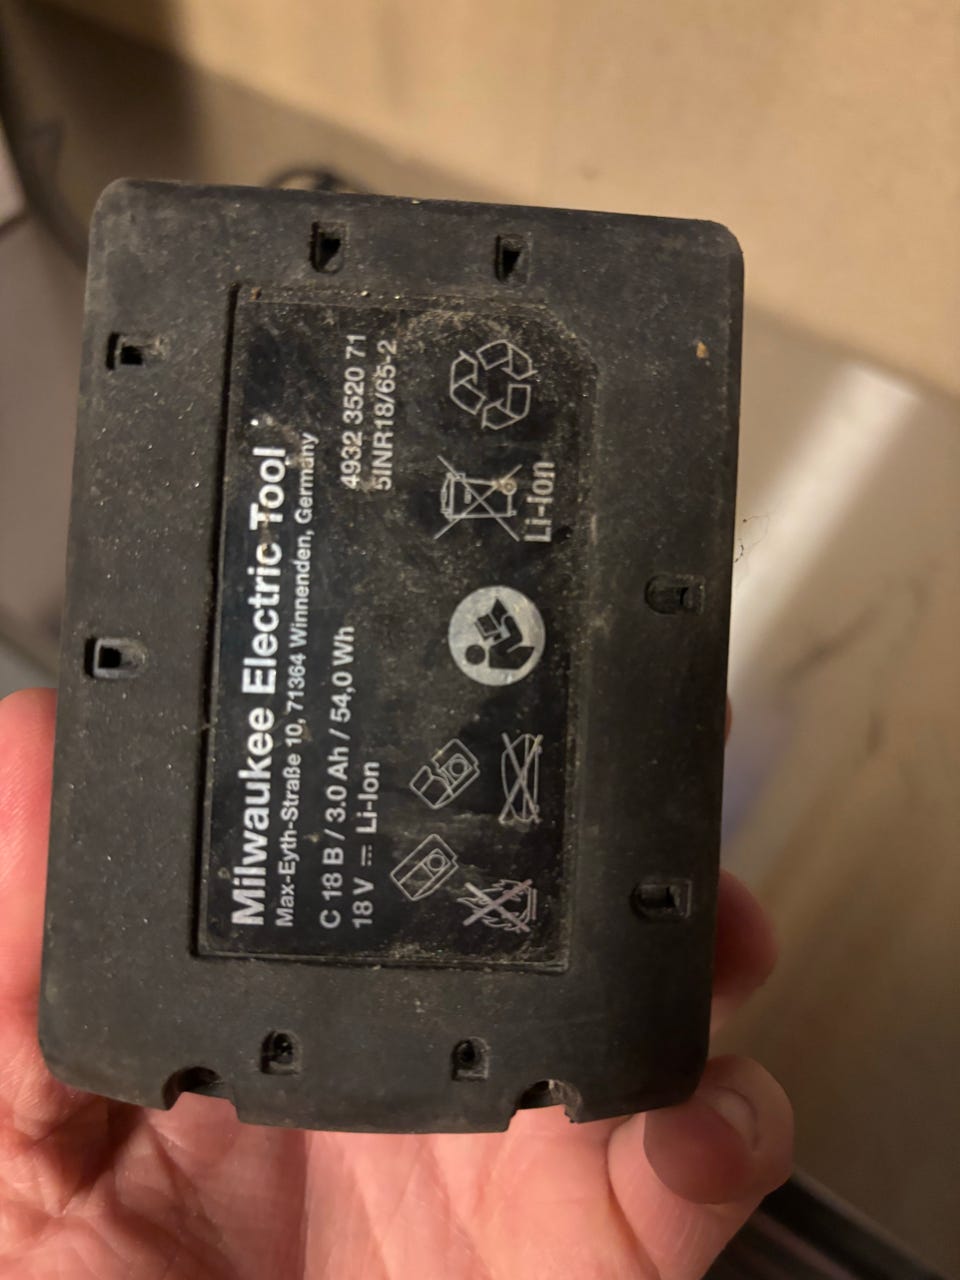 Milwaukee Electric Tool
Max-Eyth-Straße 10, 71364 Winnenden, Germany
C 18 B / 3.0 Ah / 54,0 Wh
18 V ⎓ Li-Ion
4932 3520 71
5INR18/65-2
Li-Ion